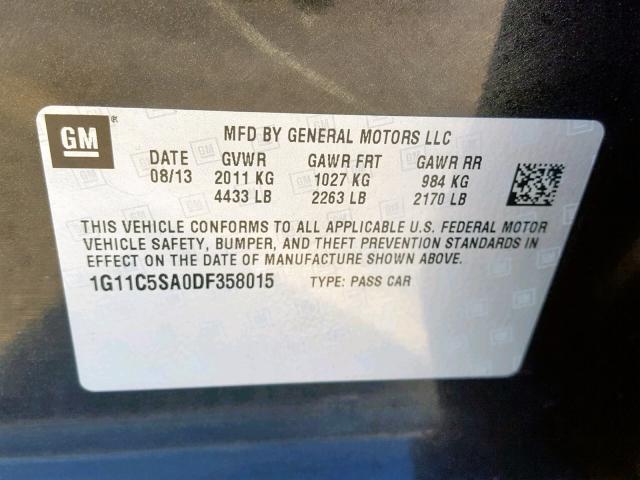 GM®
MFD BY GENERAL MOTORS LLC
DATE GVWR GAWR FRT GAWR RR
08/13 2011 KG 1027 KG 984 KG
4433 LB 2263 LB 2170 LB
THIS VEHICLE CONFORMS TO ALL APPLICABLE U.S. FEDERAL MOTOR
VEHICLE SAFETY, BUMPER, AND THEFT PREVENTION STANDARDS IN
EFFECT ON THE DATE OF MANUFACTURE SHOWN ABOVE.
1G11C5SA0DF358015 TYPE: PASS CAR